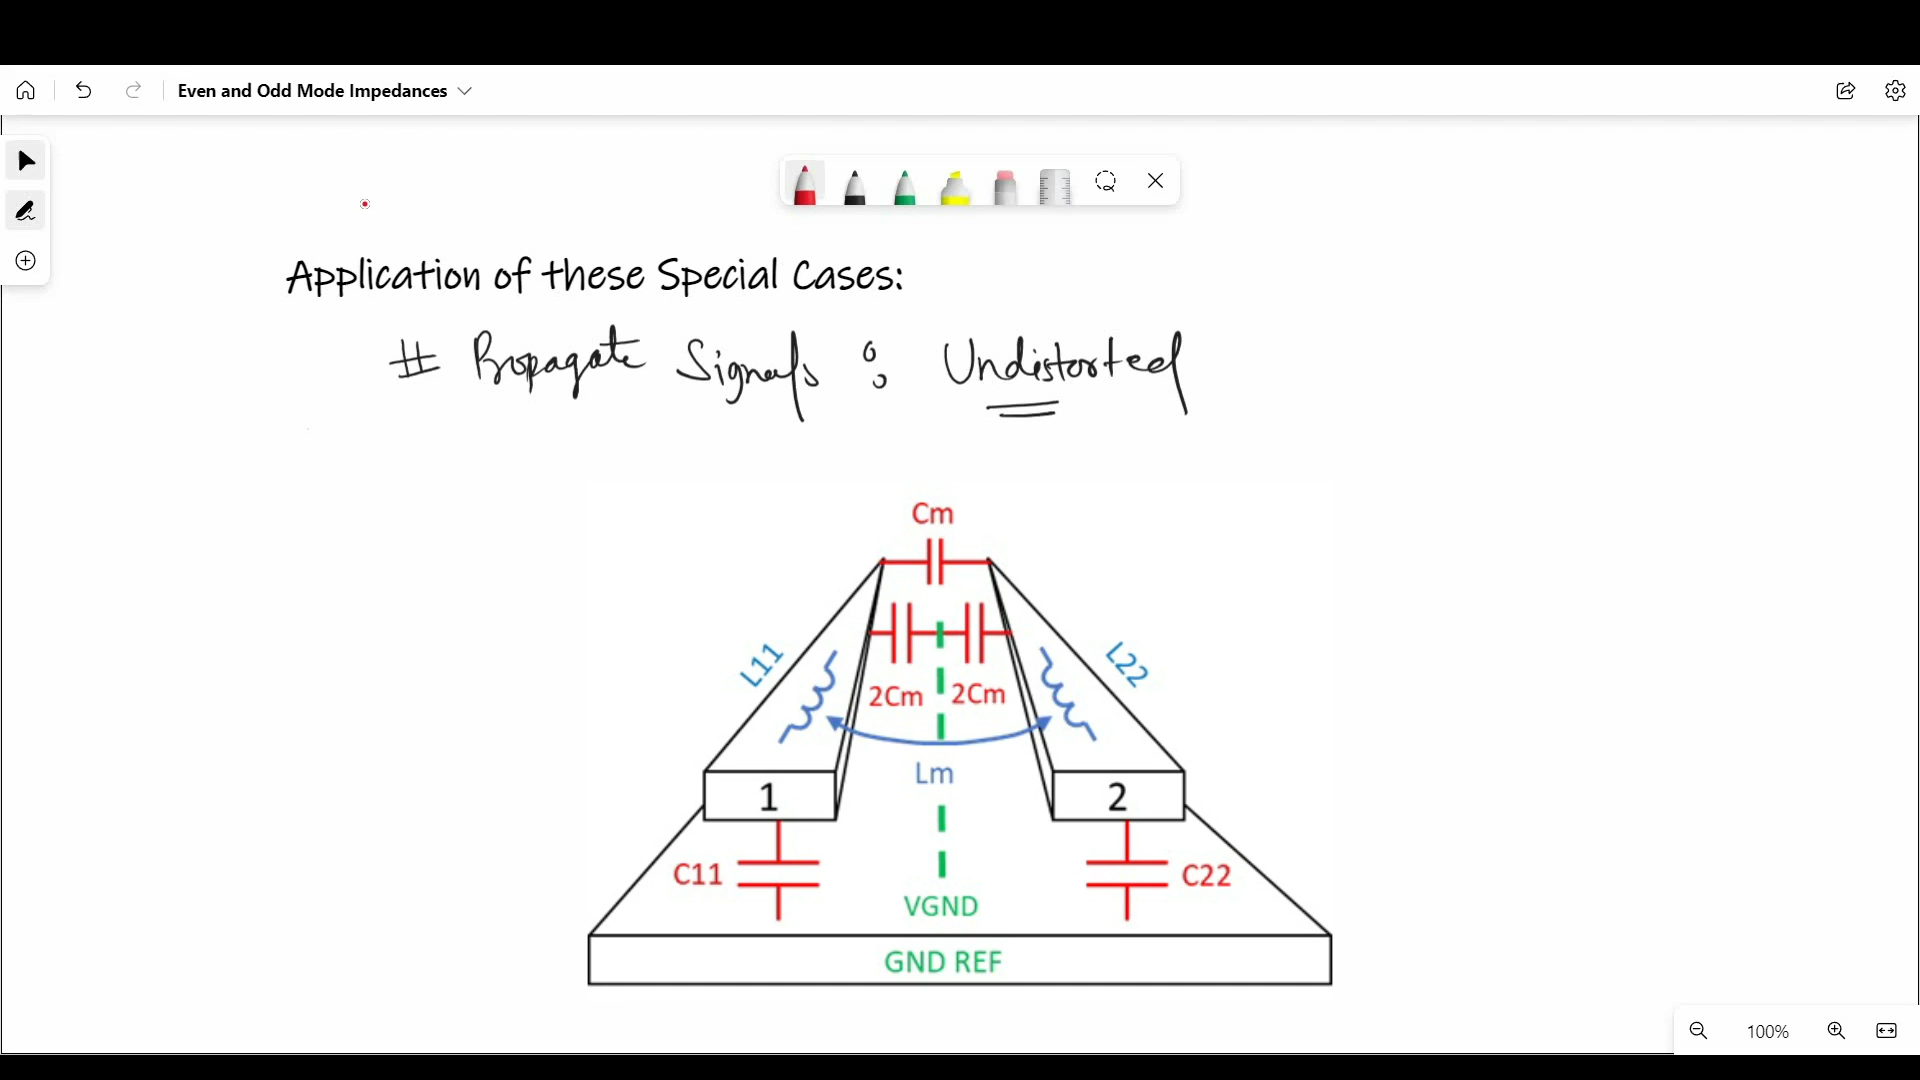 Even and Odd Mode Impedances
Application of these Special Cases:
# Propagate Signals : Undistorted
Cm
L11
L22
2Cm 2Cm
Lm
1 2
C11 C22
VGND
GND REF
100%